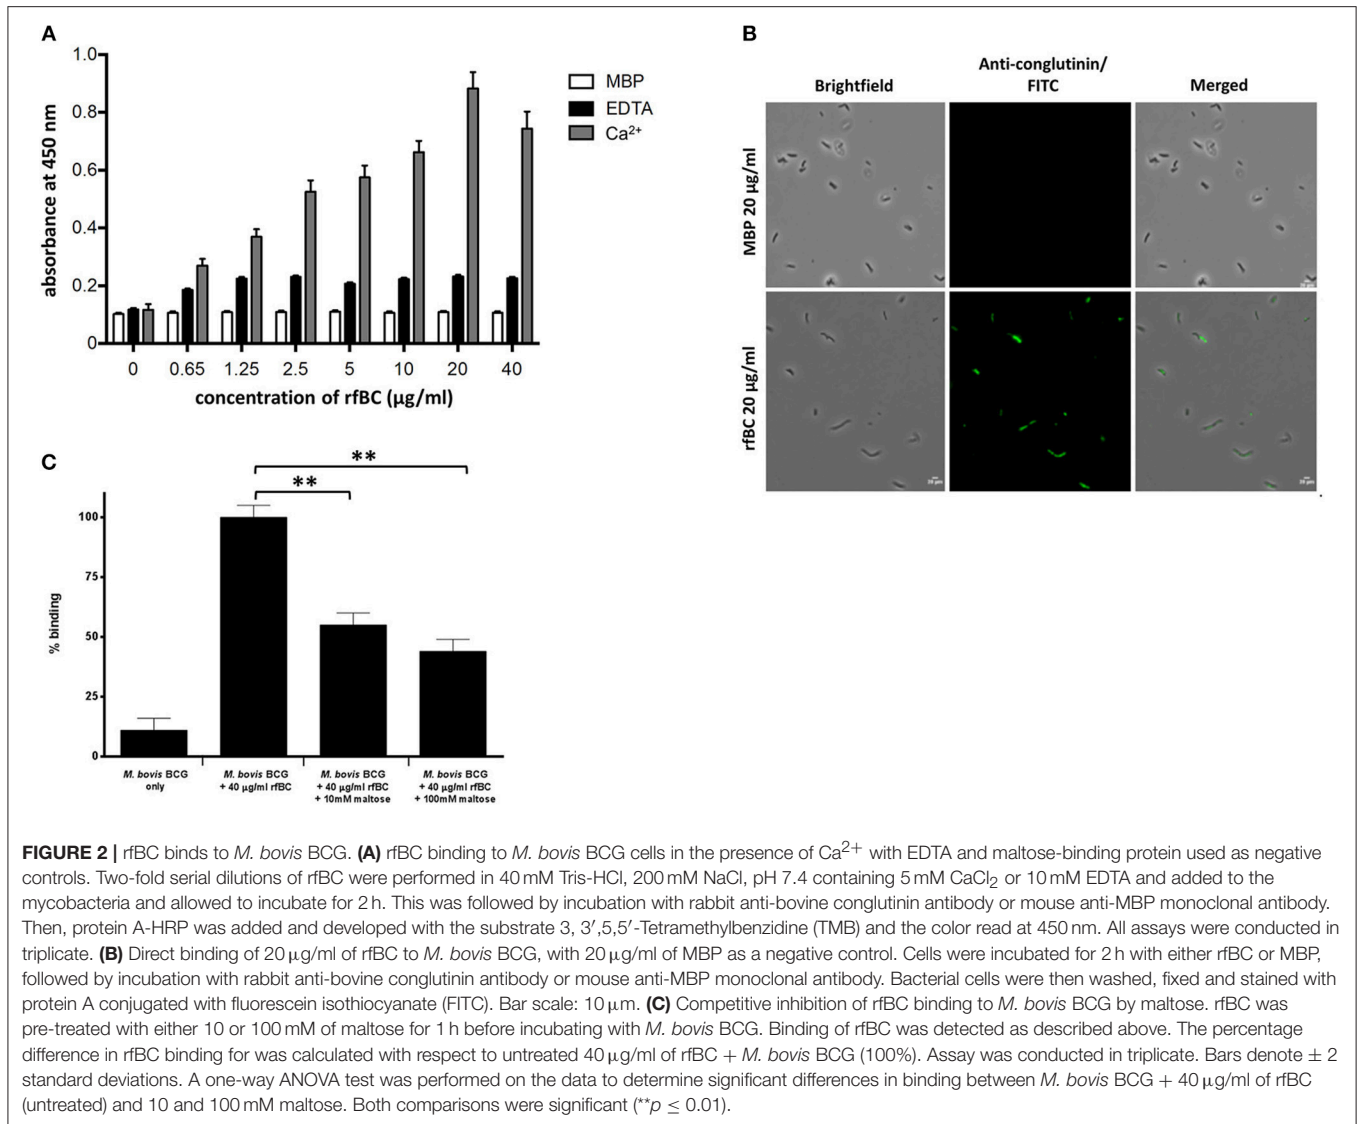 A
1.0
0.8
0.6
0.4
0.2
0
absorbance at 450 nm
MBP
EDTA
Ca²⁺
0 0.65 1.25 2.5 5 10 20 40
concentration of rfBC (µg/ml)
B
Brightfield
Anti-conglutinin/
FITC
Merged
MBP 20 µg/ml
rfBC 20 µg/ml
C
**
**
100
75
50
25
0
% binding
M. bovis BCG
only
M. bovis BCG
+ 40 µg/ml rfBC
M. bovis BCG
+ 40 µg/ml rfBC
+ 10mM maltose
M. bovis BCG
+ 40 µg/ml rfBC
+ 100mM maltose
FIGURE 2 | rfBC binds to M. bovis BCG. (A) rfBC binding to M. bovis BCG cells in the presence of Ca²⁺ with EDTA and maltose-binding protein used as negative
controls. Two-fold serial dilutions of rfBC were performed in 40 mM Tris-HCl, 200 mM NaCl, pH 7.4 containing 5 mM CaCl₂ or 10 mM EDTA and added to the
mycobacteria and allowed to incubate for 2 h. This was followed by incubation with rabbit anti-bovine conglutinin antibody or mouse anti-MBP monoclonal antibody.
Then, protein A-HRP was added and developed with the substrate 3, 3′,5,5′-Tetramethylbenzidine (TMB) and the color read at 450 nm. All assays were conducted in
triplicate. (B) Direct binding of 20 µg/ml of rfBC to M. bovis BCG, with 20 µg/ml of MBP as a negative control. Cells were incubated for 2 h with either rfBC or MBP,
followed by incubation with rabbit anti-bovine conglutinin antibody or mouse anti-MBP monoclonal antibody. Bacterial cells were then washed, fixed and stained with
protein A conjugated with fluorescein isothiocyanate (FITC). Bar scale: 10 µm. (C) Competitive inhibition of rfBC binding to M. bovis BCG by maltose. rfBC was
pre-treated with either 10 or 100 mM of maltose for 1 h before incubating with M. bovis BCG. Binding of rfBC was detected as described above. The percentage
difference in rfBC binding for was calculated with respect to untreated 40 µg/ml of rfBC + M. bovis BCG (100%). Assay was conducted in triplicate. Bars denote ± 2
standard deviations. A one-way ANOVA test was performed on the data to determine significant differences in binding between M. bovis BCG + 40 µg/ml of rfBC
(untreated) and 10 and 100 mM maltose. Both comparisons were significant (**p ≤ 0.01).